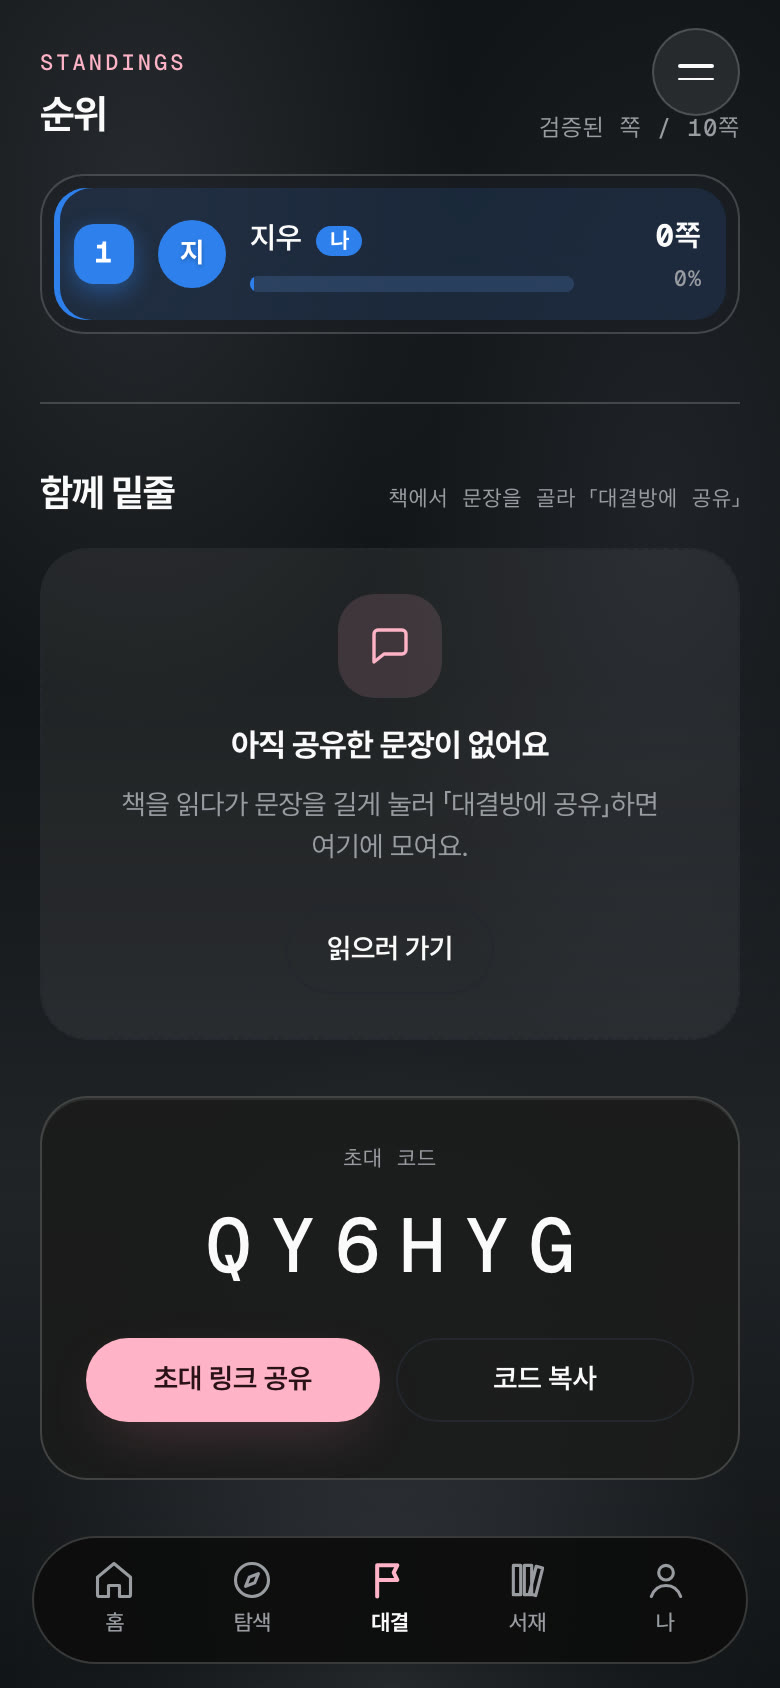 STANDINGS
순위
검증된 쪽 / 10쪽
1 지 지우 나 0쪽
0%
함께 밑줄
책에서 문장을 골라 「대결방에 공유」
아직 공유한 문장이 없어요
책을 읽다가 문장을 길게 눌러 「대결방에 공유」하면
여기에 모여요.
읽으러 가기
초대 코드
QY6HYG
초대 링크 공유 코드 복사
홈 탐색 대결 서재 나